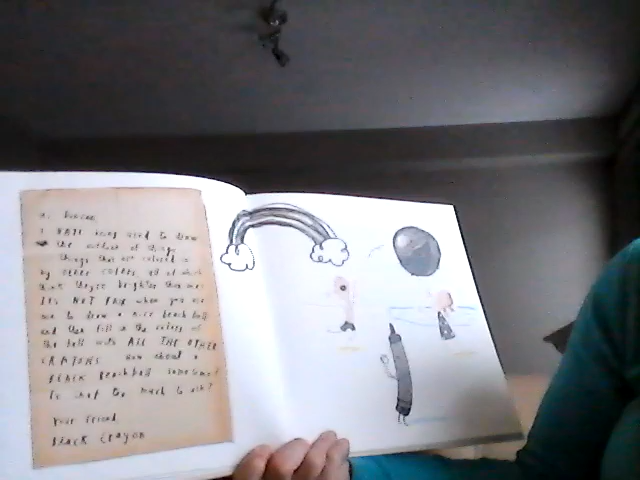 Hi, Duncan
I HATE being used to draw
the outline of things
things that are colored in
by other colors, all of which
think they're brighter than me.
It's NOT FAIR when you use
me to draw a nice beach ball
and then fill in the colors of
the ball with ALL THE OTHER
CRAYONS. How about a
BLACK beach ball sometime?
Is that too much to ask?
Your friend,
Black Crayon